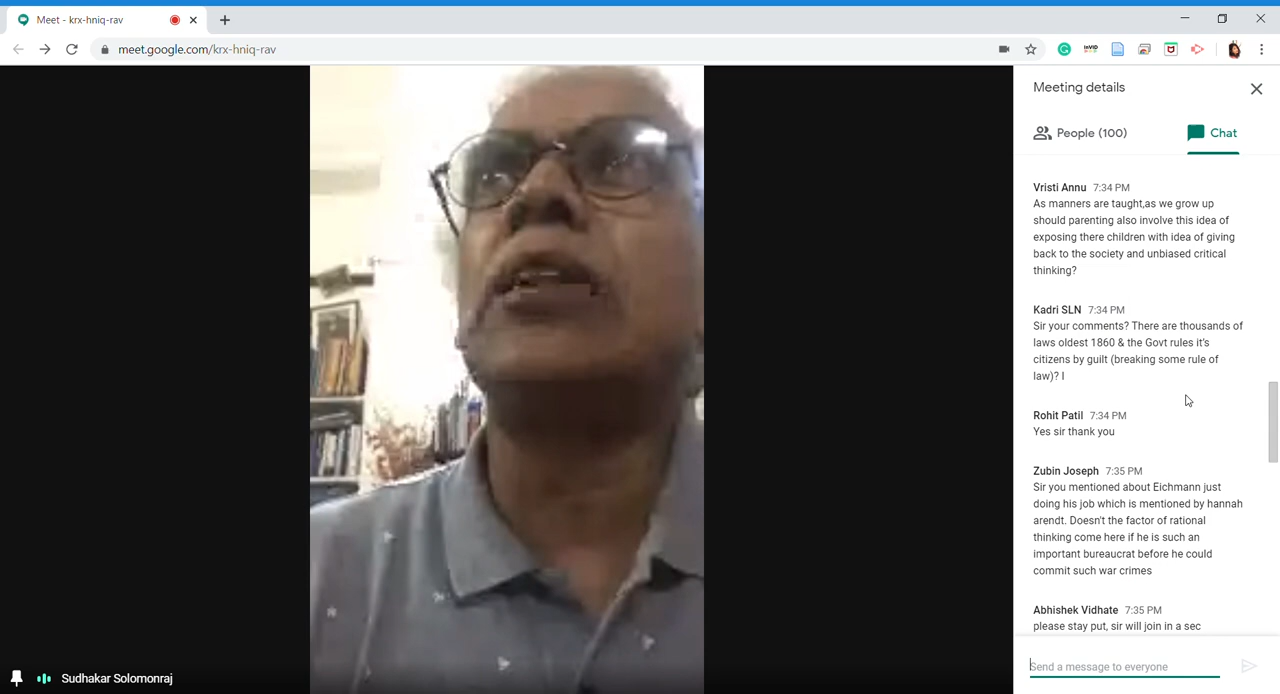 Meet - krx-hniq-rav
meet.google.com/krx-hniq-rav
Meeting details
People (100)
Chat
Vristi Annu 7:34 PM
As manners are taught,as we grow up
should parenting also involve this idea of
exposing there children with idea of giving
back to the society and unbiased critical
thinking?
Kadri SLN 7:34 PM
Sir your comments? There are thousands of
laws oldest 1860 & the Govt rules it's
citizens by guilt (breaking some rule of
law)? I
Rohit Patil 7:34 PM
Yes sir thank you
Zubin Joseph 7:35 PM
Sir you mentioned about Eichmann just
doing his job which is mentioned by hannah
arendt. Doesn't the factor of rational
thinking come here if he is such an
important bureaucrat before he could
commit such war crimes
Abhishek Vidhate 7:35 PM
please stay put, sir will join in a sec
Send a message to everyone
Sudhakar Solomonraj